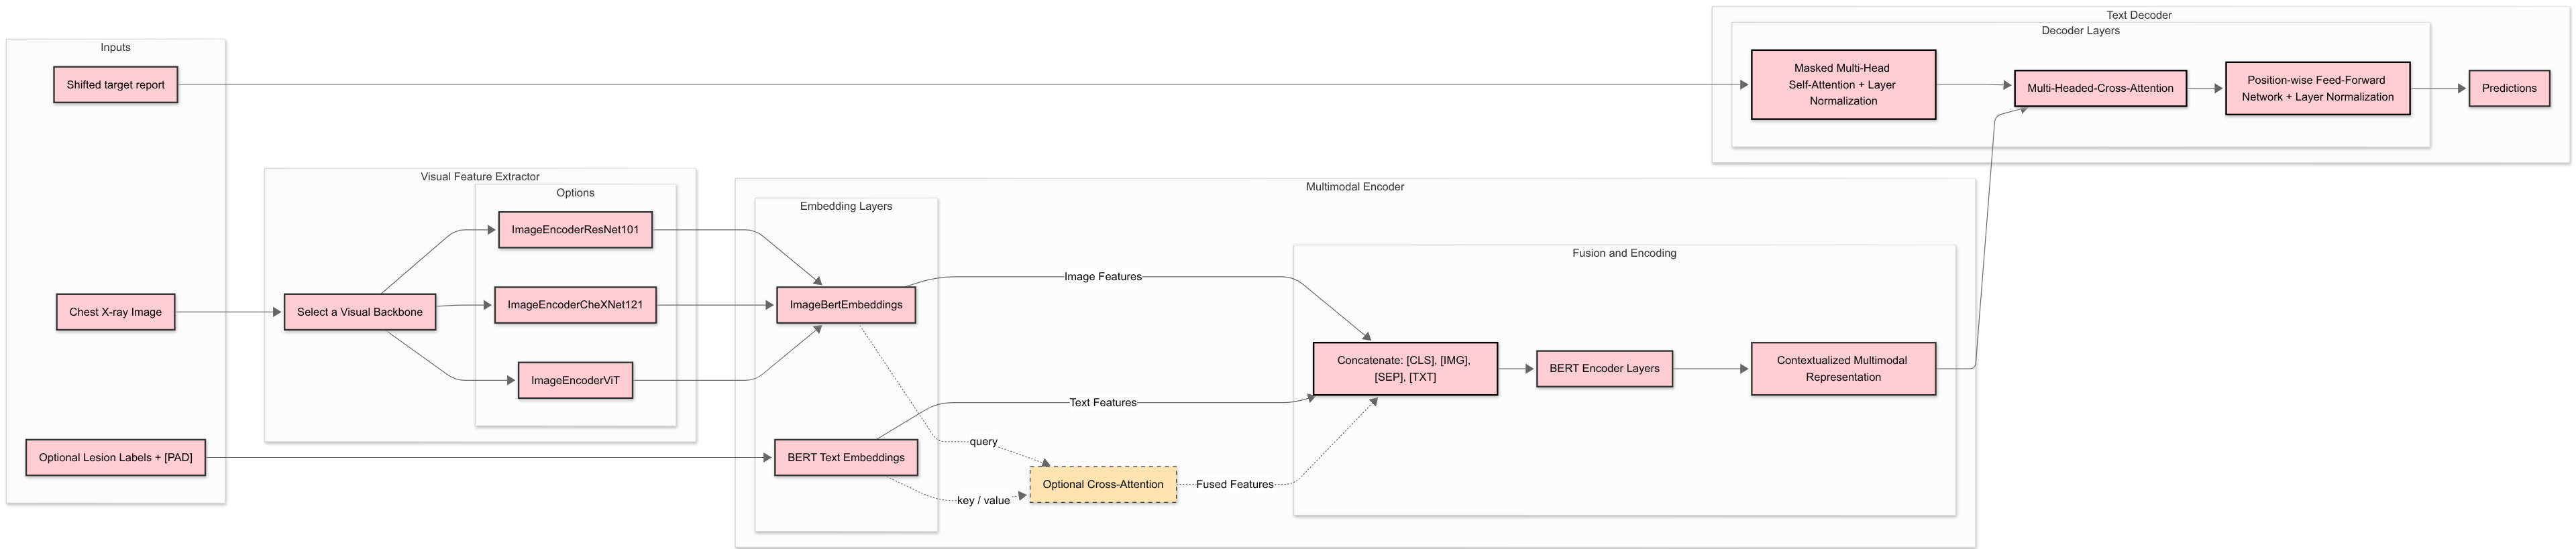 Inputs
Shifted target report
Chest X-ray Image
Optional Lesion Labels + [PAD]
Visual Feature Extractor
Select a Visual Backbone
Options
ImageEncoderResNet101
ImageEncoderCheXNet121
ImageEncoderViT
Multimodal Encoder
Embedding Layers
ImageBertEmbeddings
BERT Text Embeddings
Image Features
Text Features
query
key / value
Optional Cross-Attention
Fused Features
Fusion and Encoding
Concatenate: [CLS], [IMG],
[SEP], [TXT]
BERT Encoder Layers
Contextualized Multimodal
Representation
Text Decoder
Decoder Layers
Masked Multi-Head
Self-Attention + Layer
Normalization
Multi-Headed-Cross-Attention
Position-wise Feed-Forward
Network + Layer Normalization
Predictions